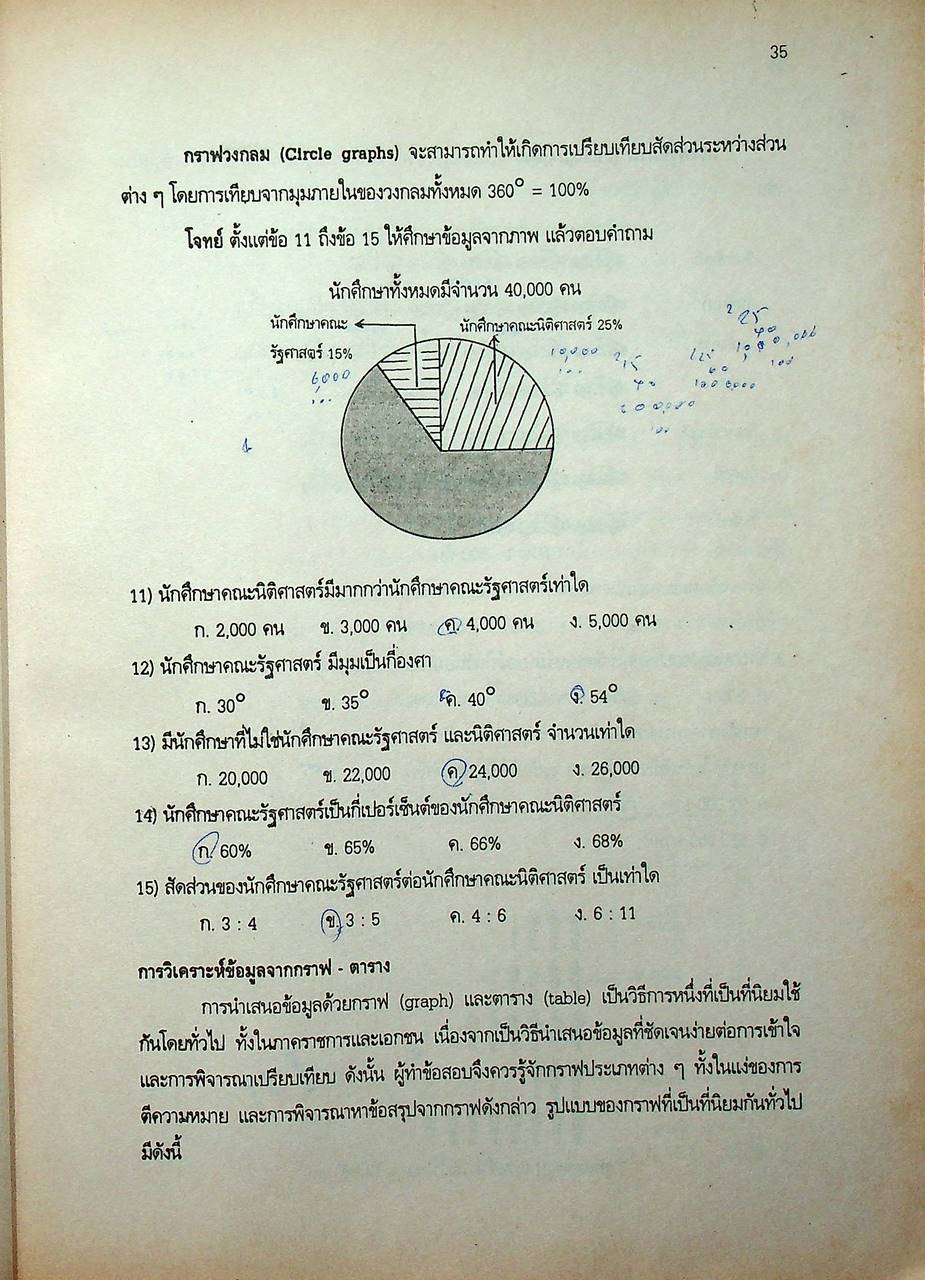 35
กราฟวงกลม (Circle graphs) จะสามารถทำให้เกิดการเปรียบเทียบสัดส่วนระหว่างส่วน
ต่าง ๆ โดยการเทียบจากมุมภายในของวงกลมทั้งหมด 360° = 100%
โจทย์ ตั้งแต่ข้อ 11 ถึงข้อ 15 ให้ศึกษาข้อมูลจากภาพ แล้วตอบคำถาม
นักศึกษาทั้งหมดมีจำนวน 40,000 คน
นักศึกษาคณะ
รัฐศาสตร์ 15%
นักศึกษาคณะนิติศาสตร์ 25%
6,000
10,000
11) นักศึกษาคณะนิติศาสตร์มีมากกว่านักศึกษาคณะรัฐศาสตร์เท่าใด
ก. 2,000 คน ข. 3,000 คน ค. 4,000 คน ง. 5,000 คน
12) นักศึกษาคณะรัฐศาสตร์ มีมุมเป็นกี่องศา
ก. 30° ข. 35° ค. 40° ง. 54°
13) มีนักศึกษาที่ไม่ใช่นักศึกษาคณะรัฐศาสตร์ และนิติศาสตร์ จำนวนเท่าใด
ก. 20,000 ข. 22,000 ค. 24,000 ง. 26,000
14) นักศึกษาคณะรัฐศาสตร์เป็นกี่เปอร์เซ็นต์ของนักศึกษาคณะนิติศาสตร์
ก. 60% ข. 65% ค. 66% ง. 68%
15) สัดส่วนของนักศึกษาคณะรัฐศาสตร์ต่อนักศึกษาคณะนิติศาสตร์ เป็นเท่าใด
ก. 3 : 4 ข. 3 : 5 ค. 4 : 6 ง. 6 : 11
การวิเคราะห์ข้อมูลจากกราฟ - ตาราง
การนำเสนอข้อมูลด้วยกราฟ (graph) และตาราง (table) เป็นวิธีการหนึ่งที่เป็นที่นิยมใช้
กันโดยทั่วไป ทั้งในภาคราชการและเอกชน เนื่องจากเป็นวิธีนำเสนอข้อมูลที่ชัดเจนง่ายต่อการเข้าใจ
และการพิจารณาเปรียบเทียบ ดังนั้น ผู้ทำข้อสอบจึงควรรู้จักกราฟประเภทต่าง ๆ ทั้งในแง่ของการ
ตีความหมาย และการพิจารณาหาข้อสรุปจากกราฟดังกล่าว รูปแบบของกราฟที่เป็นที่นิยมกันทั่วไป
มีดังนี้